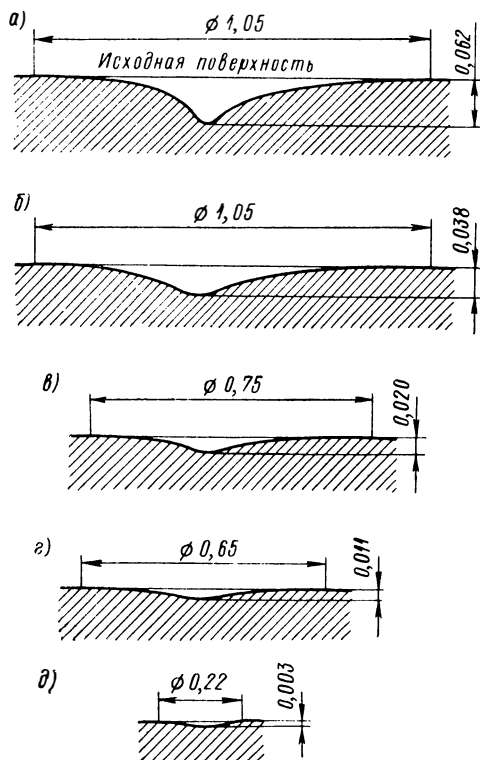 а)
φ 1,05
0,062
Исходная поверхность
б)
φ 1,05
0,038
в)
φ 0,75
0,020
г)
φ 0,65
0,011
д)
φ 0,22
0,003